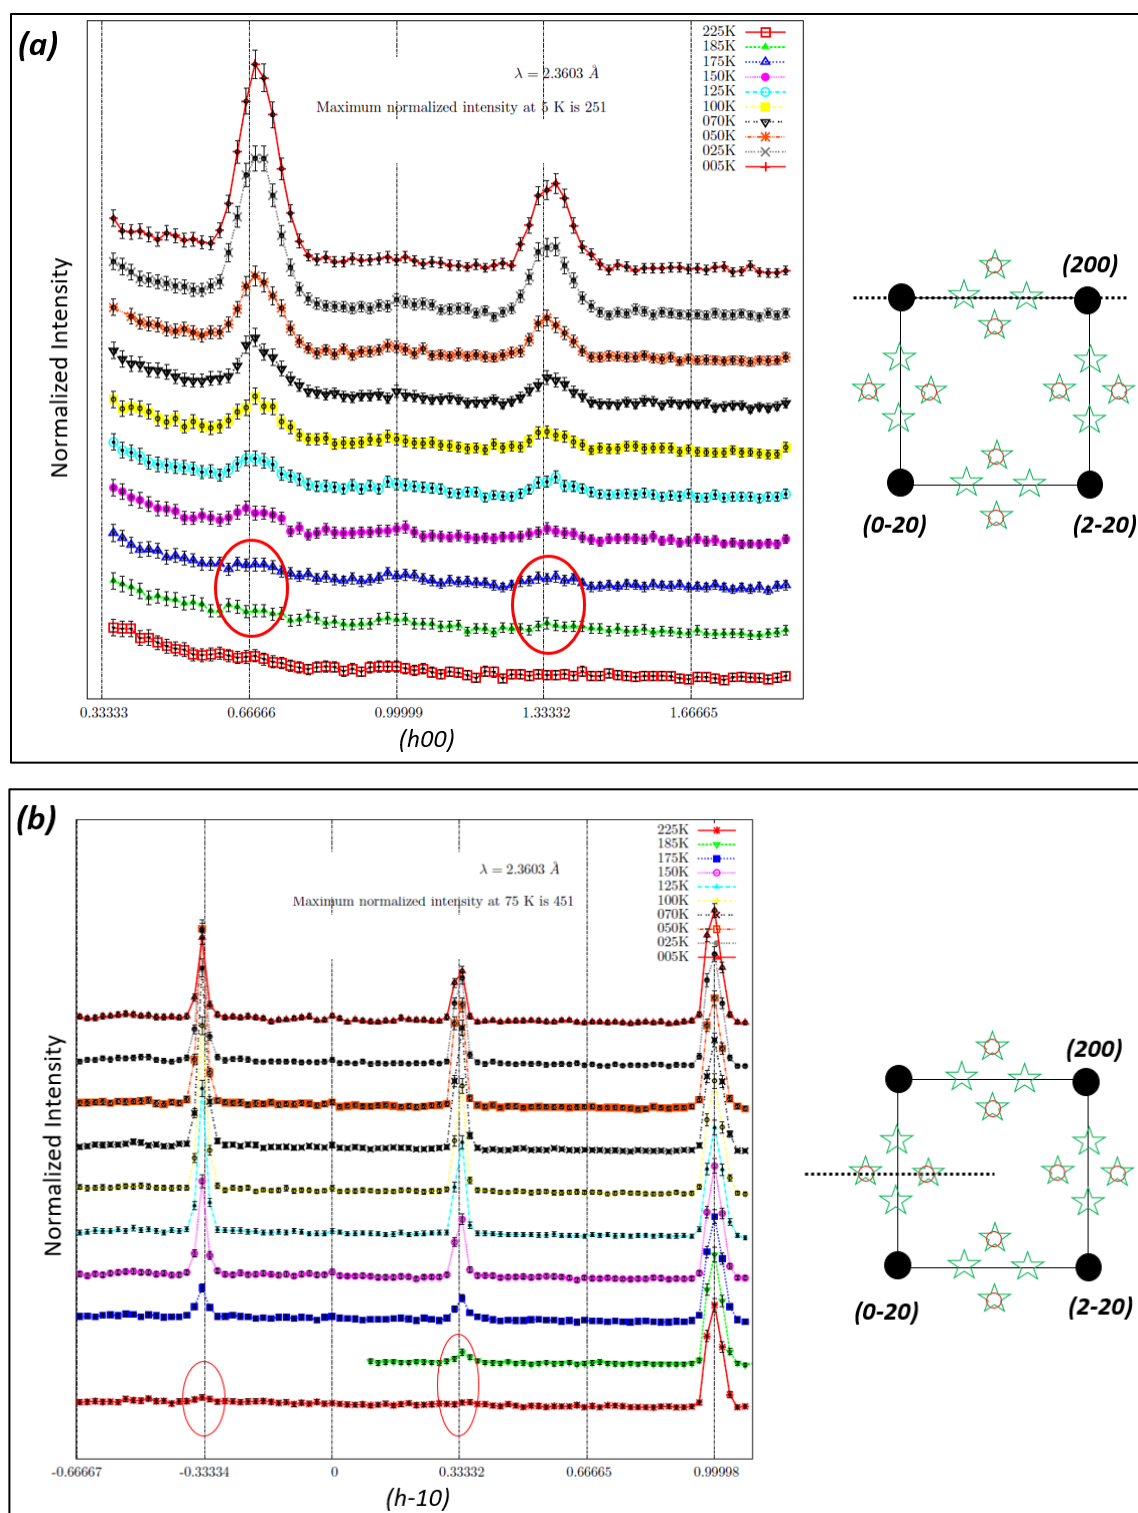 (a)
225K
185K
175K
150K
125K
100K
070K
050K
025K
005K
λ = 2.3603 Å
Maximum normalized intensity at 5 K is 251
Normalized Intensity
0.33333
0.66666
0.99999
1.33332
1.66665
(h00)
(200)
(0-20)
(2-20)
(b)
225K
185K
175K
150K
125K
100K
070K
050K
025K
005K
λ = 2.3603 Å
Maximum normalized intensity at 75 K is 451
Normalized Intensity
-0.66667
-0.33334
0
0.33332
0.66665
0.99998
(h-10)
(200)
(0-20)
(2-20)